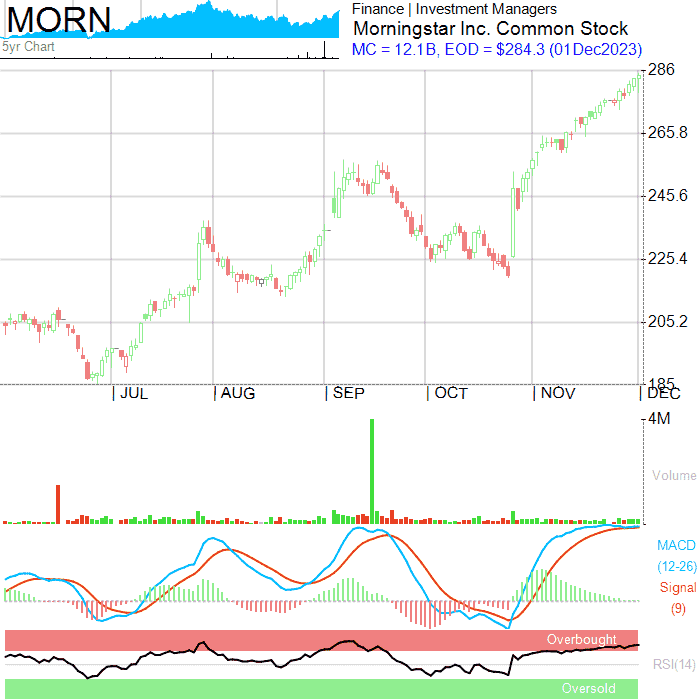 MORN
5yr Chart
Finance | Investment Managers
Morningstar Inc. Common Stock
MC = 12.1B, EOD = $284.3 (01Dec2023)
286
265.8
245.6
225.4
205.2
185
| JUL | AUG | SEP | OCT | NOV | DEC
4M
Volume
MACD
(12-26)
Signal
(9)
Overbought
RSI(14)
Oversold